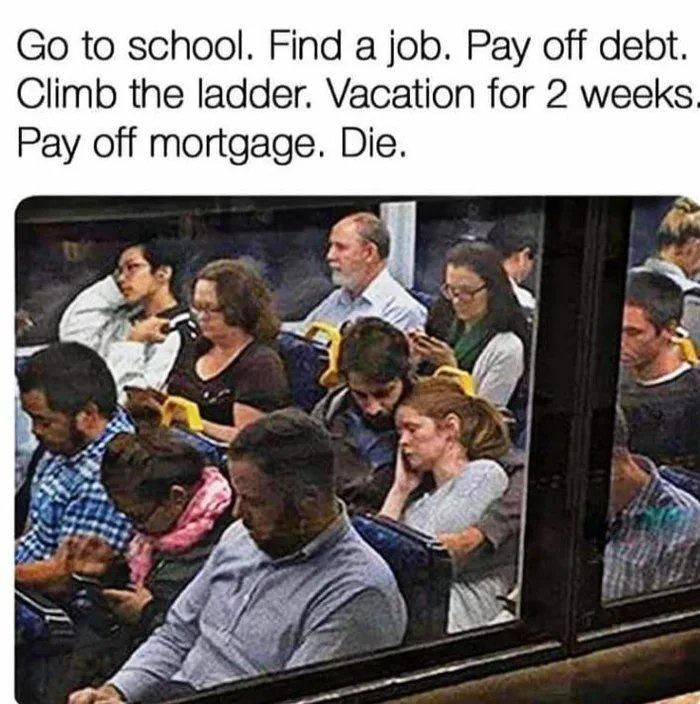 Go to school. Find a job. Pay off debt.
Climb the ladder. Vacation for 2 weeks.
Pay off mortgage. Die.